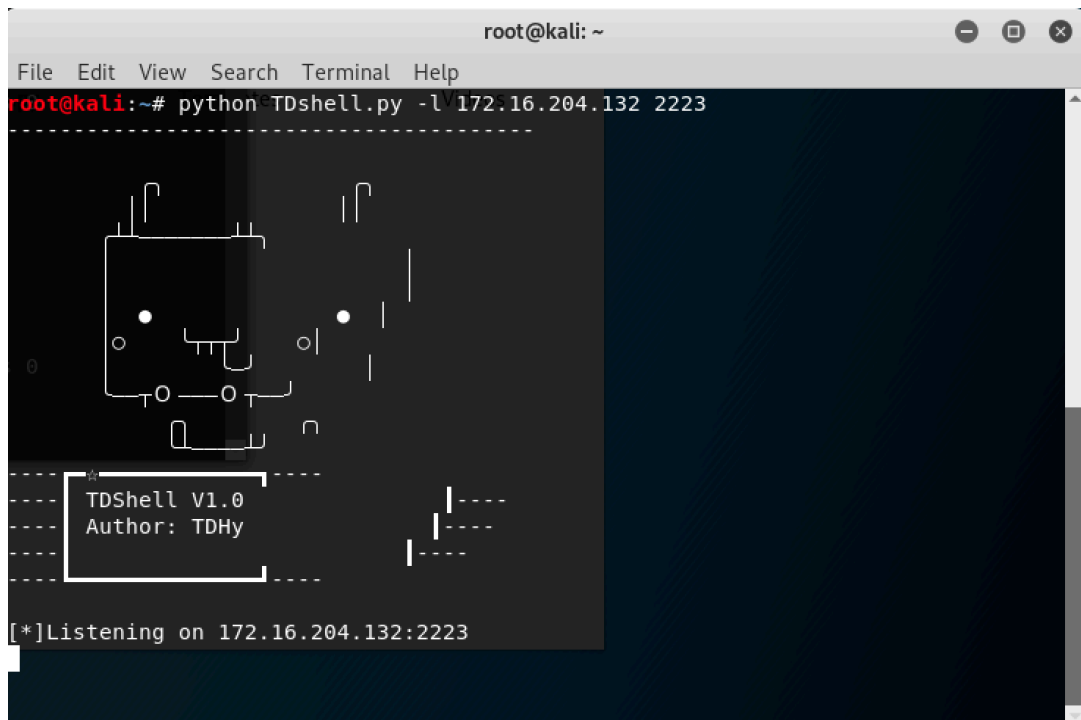 root@kali: ~
File Edit View Search Terminal Help
root@kali:~# python TDshell.py -l 172.16.204.132 2223
----------------------------------------
0
---- ☆ ----
---- TDShell V1.0 ----
---- Author: TDHy ----
---- ----
---- ----
[*]Listening on 172.16.204.132:2223